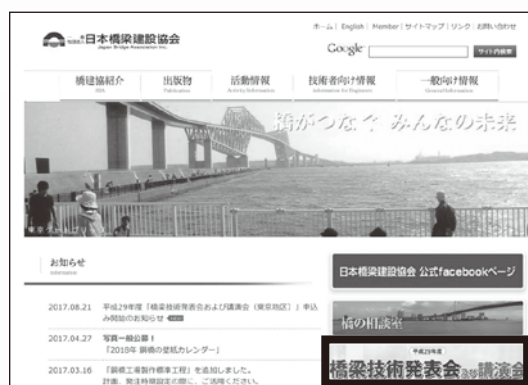 ホーム | English | Member | サイトマップ | リンク | お問い合わせ
一般社団法人 日本橋梁建設協会
Japan Bridge Association Inc.
Google
サイト内検索
橋建協紹介 出版物 活動情報 技術者向け情報 一般向け情報
Publication Activity Information Information for Engineers General Information
橋がつなぐ みんなの未来
東京ゲートブリッジ
お知らせ
Information
日本橋梁建設協会 公式facebookページ
2017.08.21 平成29年度「橋梁技術発表会および講演会(東京地区)」申込
み開始のお知らせ
橋の相談室
2017.04.27 写真一般公募!
「2018年 鋼橋の壁紙カレンダー」
平成29年度
橋梁技術発表会及び講演会
2017.03.16 「鋼橋工場製作標準工程」を追加しました。
計画、発注時期設定の際に、ご活用ください。